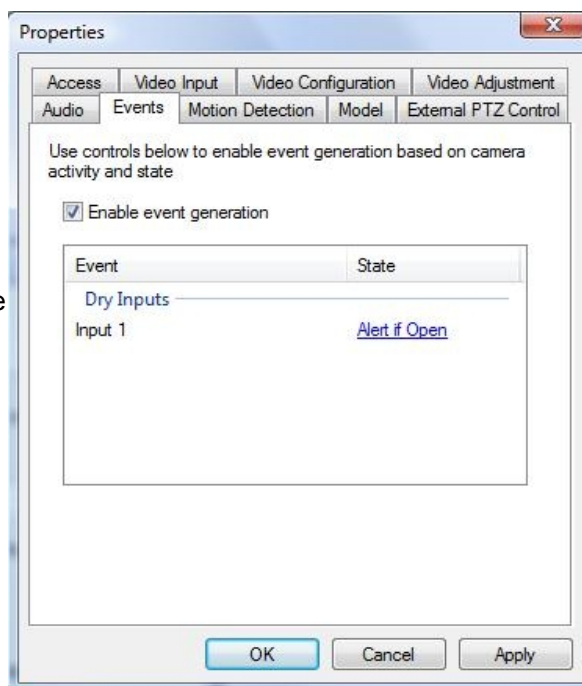 Properties
Access Video Input Video Configuration Video Adjustment
Audio Events Motion Detection Model External PTZ Control
Use controls below to enable event generation based on camera
activity and state
Enable event generation
Event State
Dry Inputs
e
Input 1 Alert if Open
OK Cancel Apply